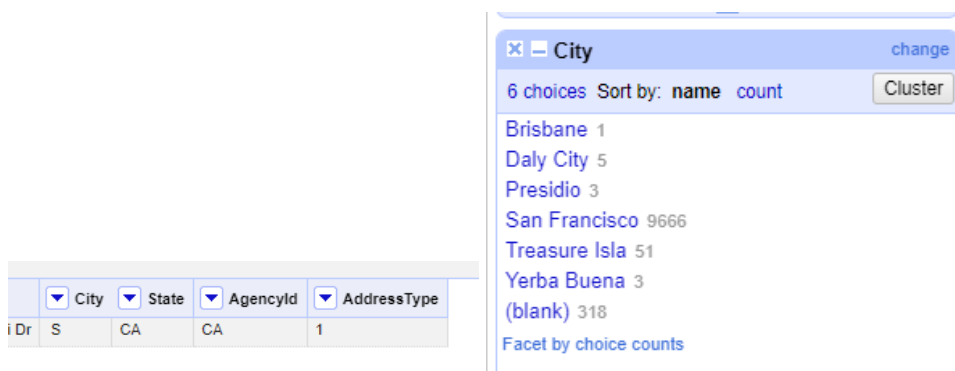 City change
6 choices Sort by: name count Cluster
Brisbane 1
Daly City 5
Presidio 3
San Francisco 9666
Treasure Isla 51
Yerba Buena 3
(blank) 318
Facet by choice counts
City State AgencyId AddressType
i Dr S CA CA 1